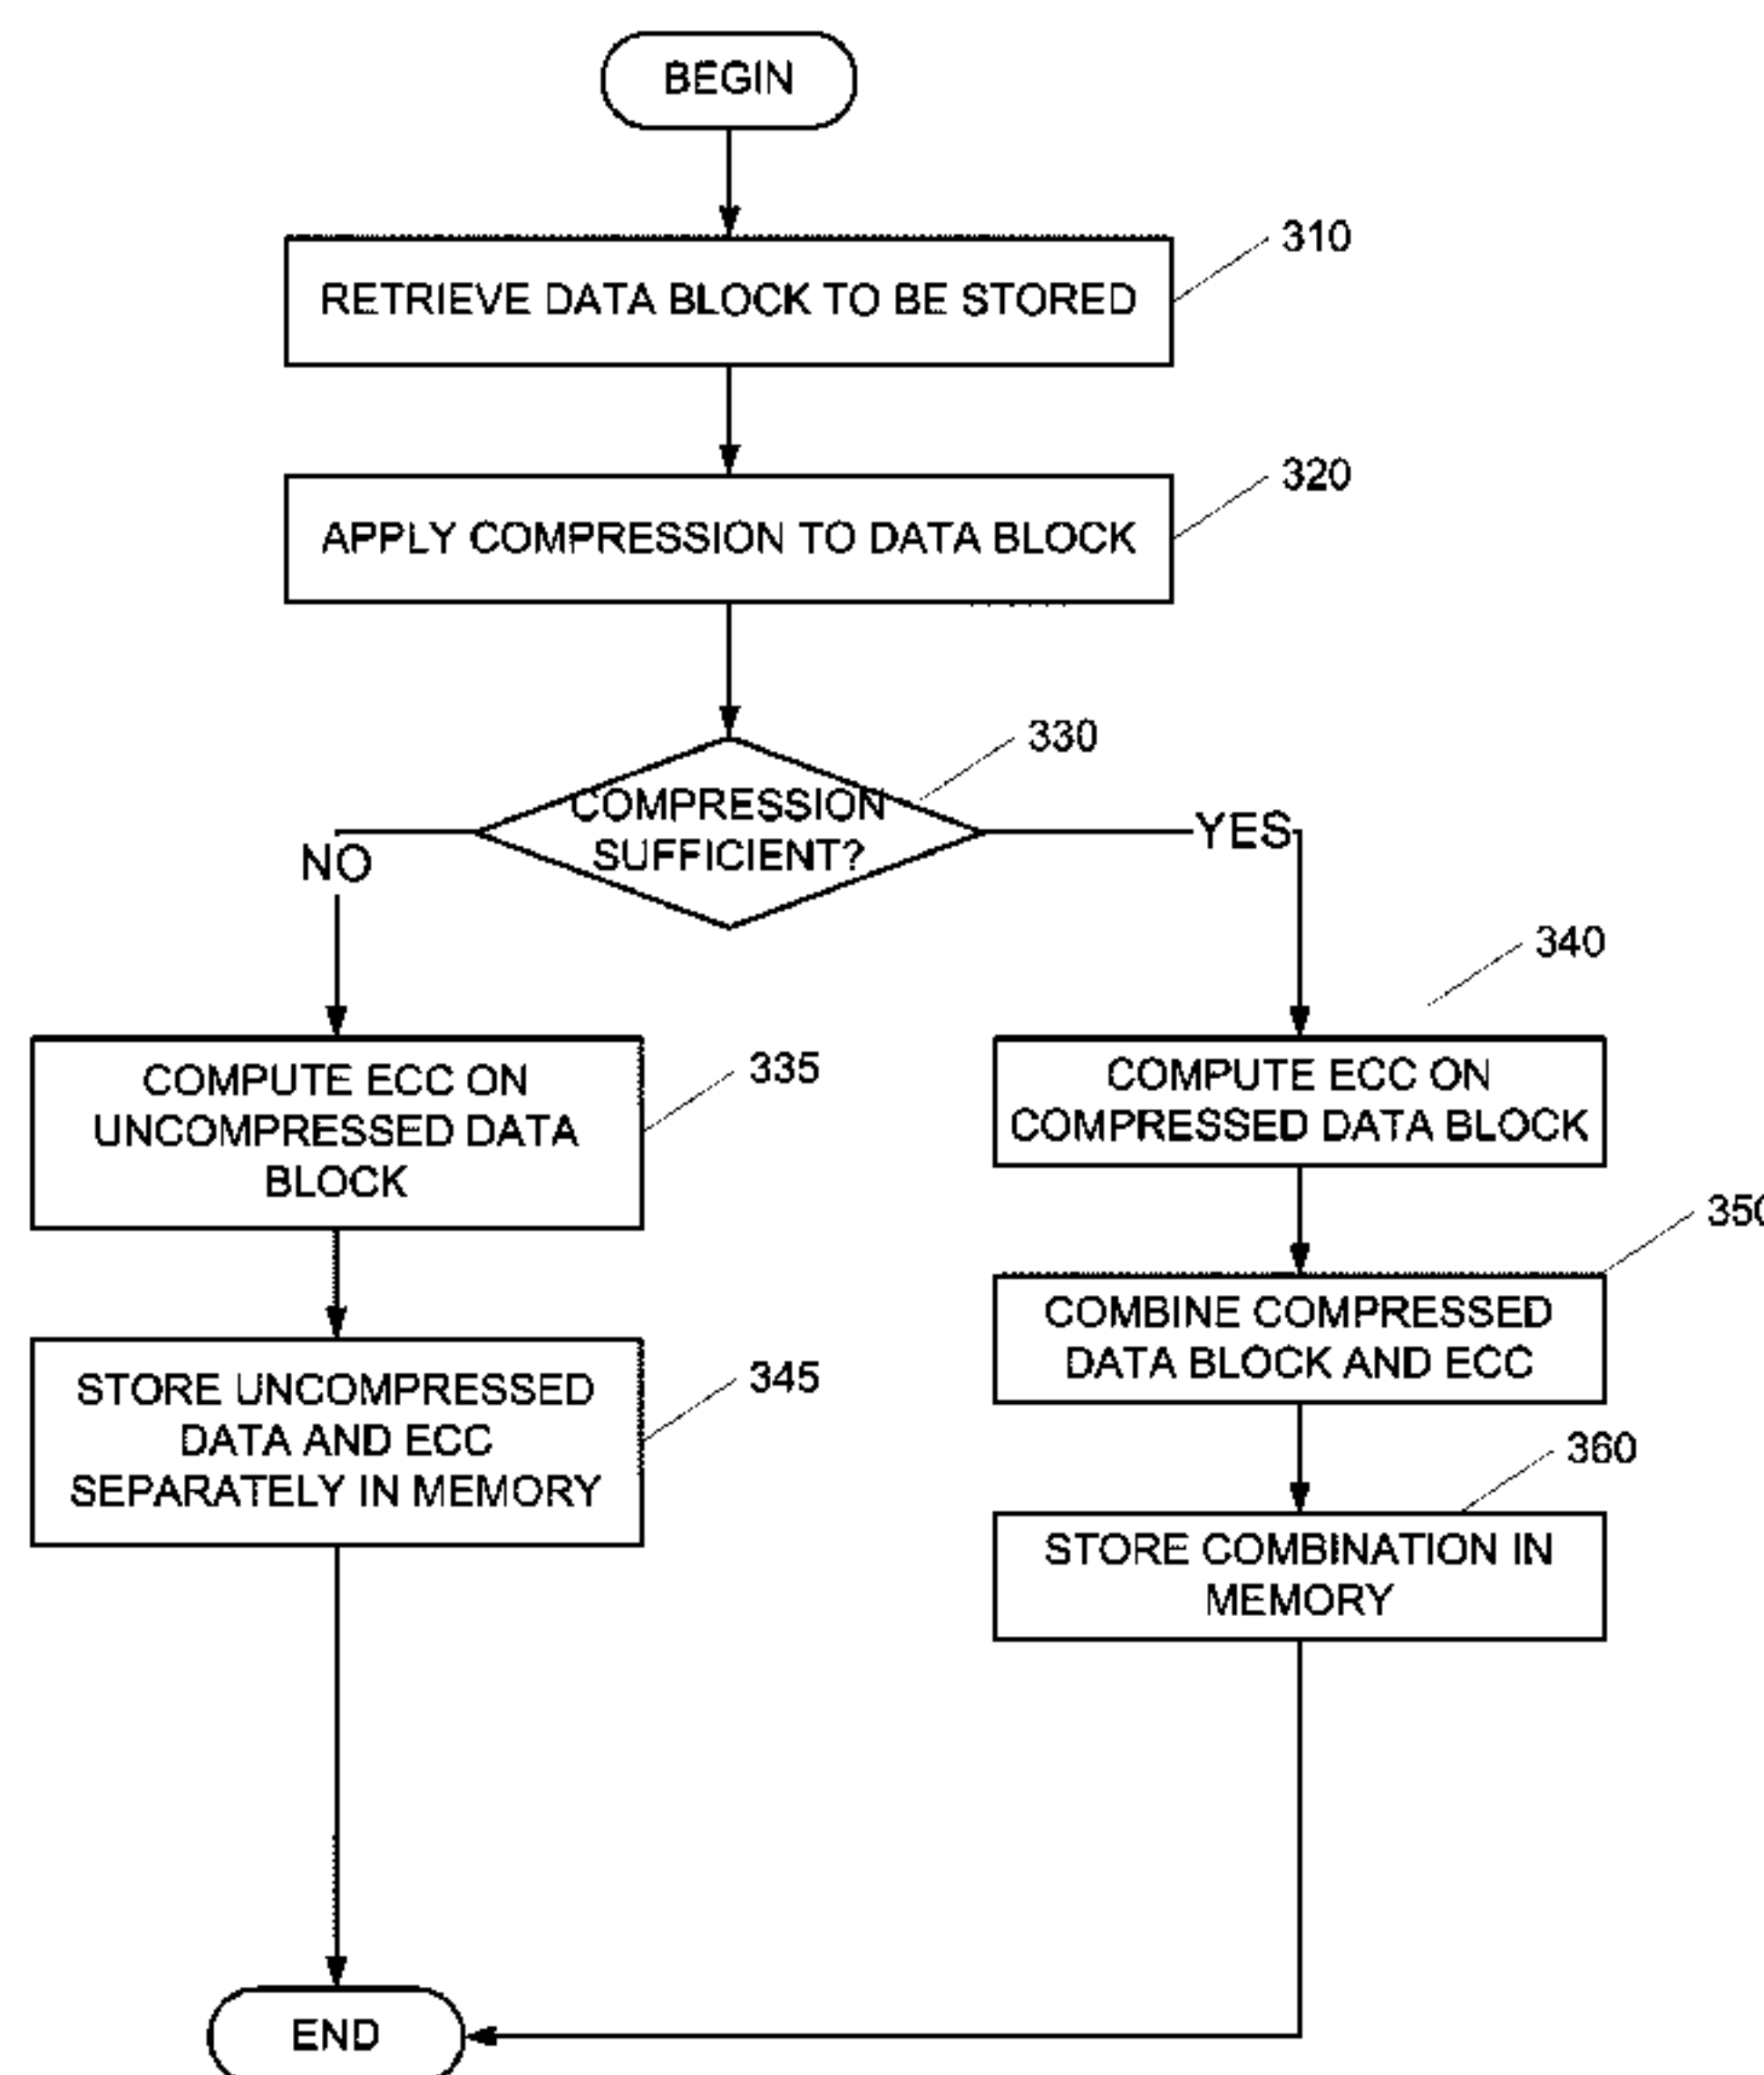 BEGIN
310
RETRIEVE DATA BLOCK TO BE STORED
320
APPLY COMPRESSION TO DATA BLOCK
330
COMPRESSION
SUFFICIENT?
NO
YES
335
COMPUTE ECC ON
UNCOMPRESSED DATA
BLOCK
345
STORE UNCOMPRESSED
DATA AND ECC
SEPARATELY IN MEMORY
340
COMPUTE ECC ON
COMPRESSED DATA BLOCK
350
COMBINE COMPRESSED
DATA BLOCK AND ECC
360
STORE COMBINATION IN
MEMORY
END